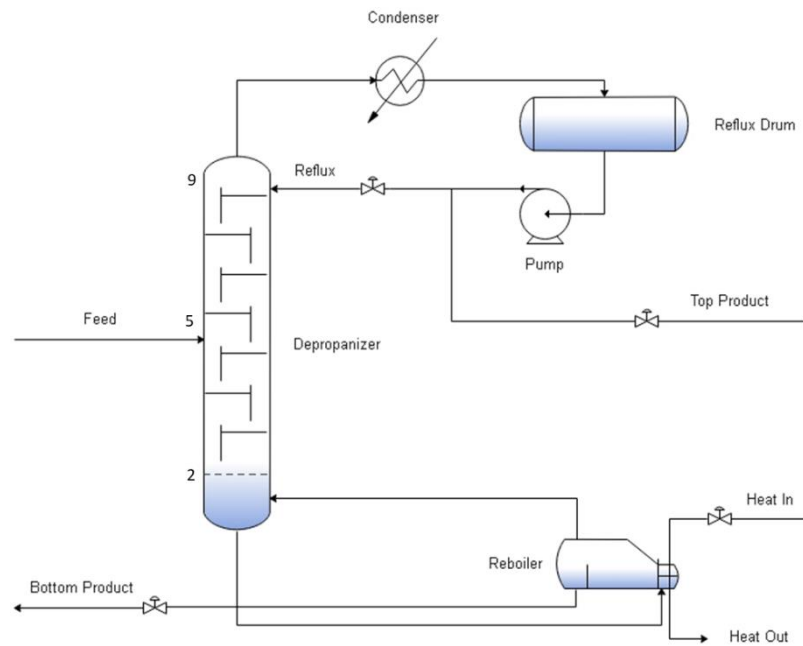 Condenser
Reflux Drum
9
Reflux
Pump
Top Product
Feed
5
Depropanizer
2
Heat In
Reboiler
Bottom Product
Heat Out